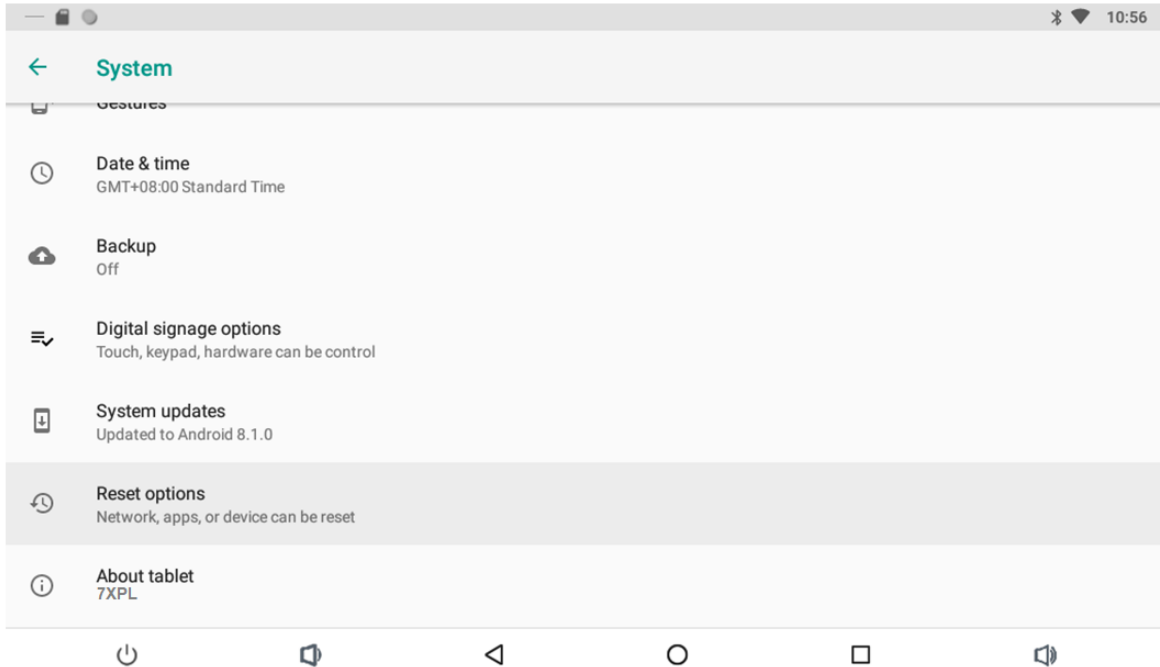 10:56
System
Gestures
Date & time
GMT+08:00 Standard Time
Backup
Off
Digital signage options
Touch, keypad, hardware can be control
System updates
Updated to Android 8.1.0
Reset options
Network, apps, or device can be reset
About tablet
7XPL